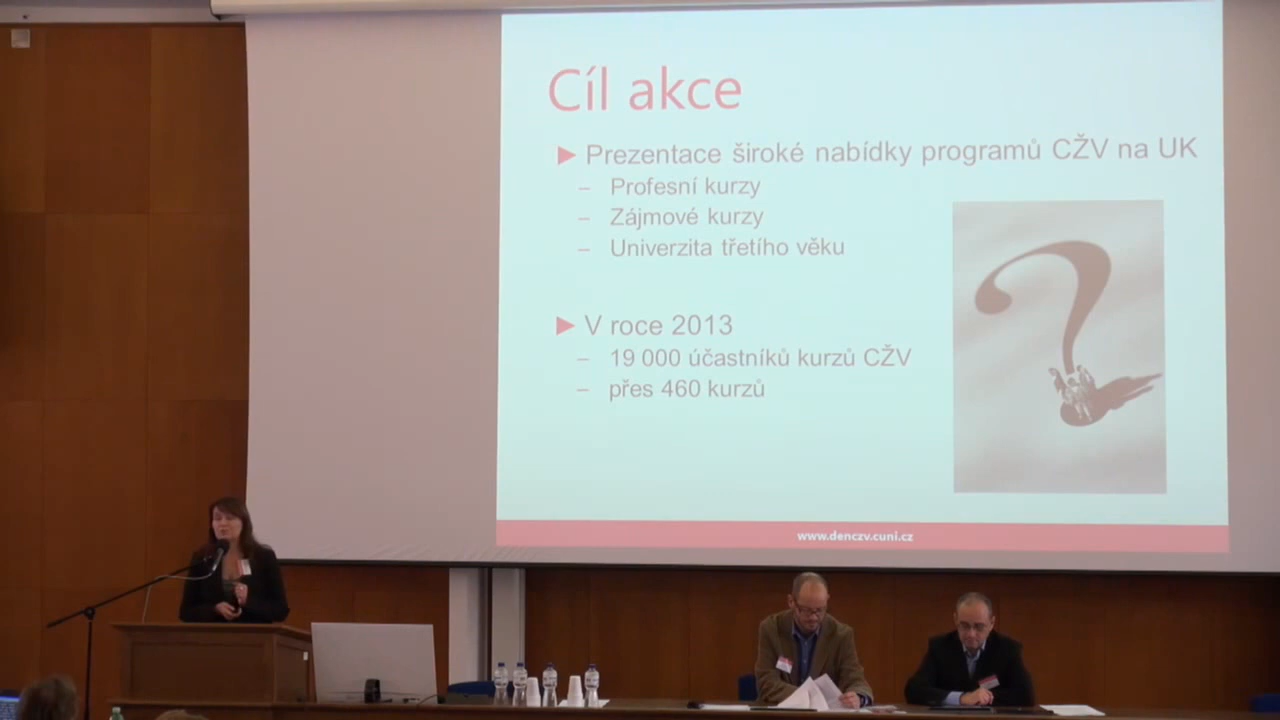 Cíl akce
► Prezentace široké nabídky programů CŽV na UK
– Profesní kurzy
– Zájmové kurzy
– Univerzita třetího věku
► V roce 2013
– 19 000 účastníků kurzů CŽV
– přes 460 kurzů
www.denczv.cuni.cz